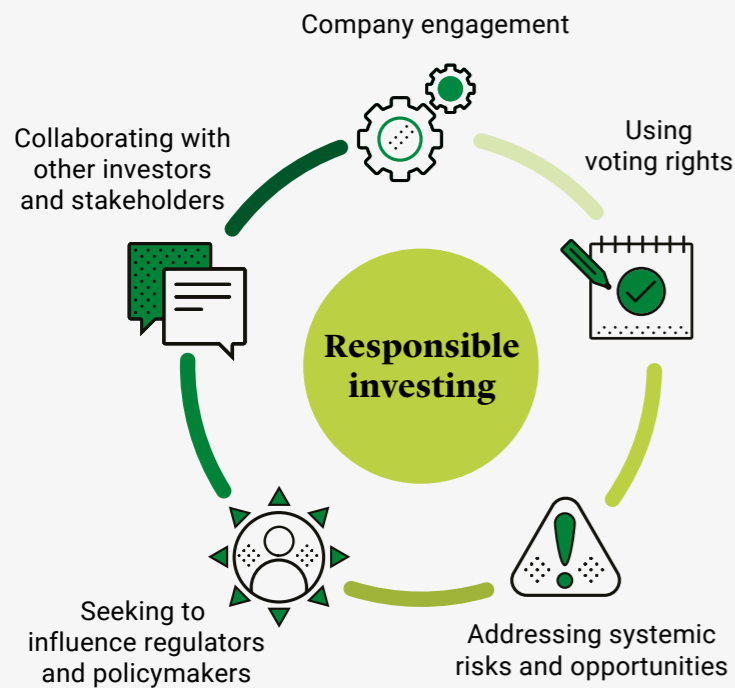 Company engagement
Using
voting rights
Collaborating with
other investors
and stakeholders
Responsible
investing
Addressing systemic
risks and opportunities
Seeking to
influence regulators
and policymakers